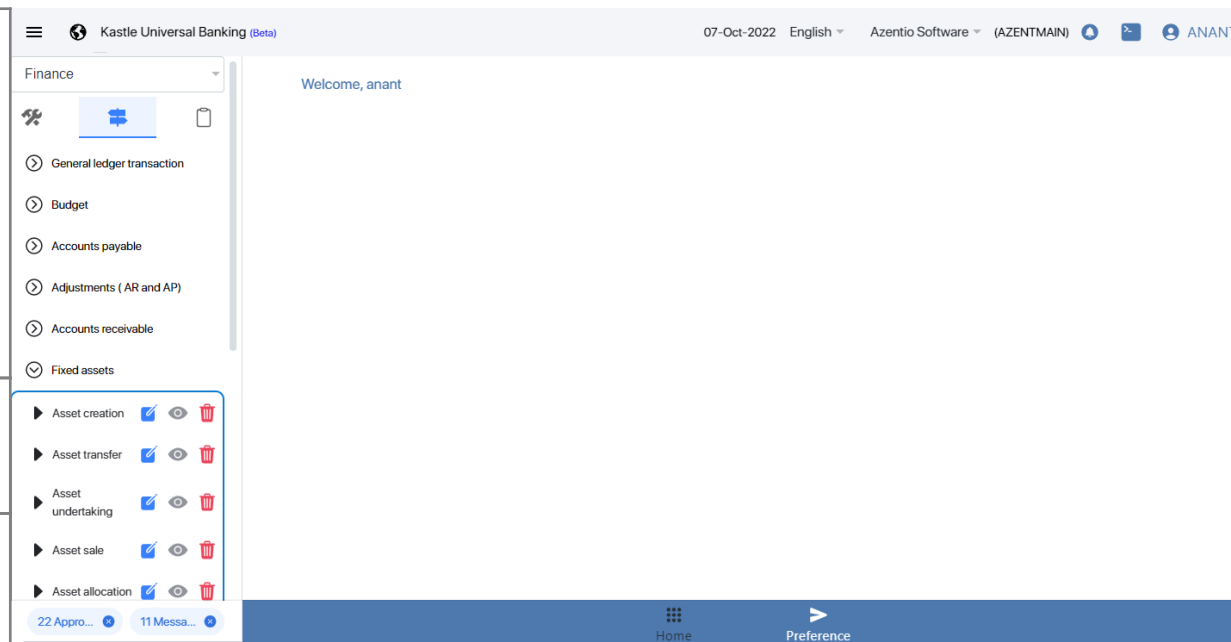 Kastle Universal Banking (Beta)
07-Oct-2022 English Azentio Software (AZENTMAIN) ANANT
Finance
Welcome, anant
General ledger transaction
Budget
Accounts payable
Adjustments ( AR and AP)
Accounts receivable
Fixed assets
Asset creation
Asset transfer
Asset
undertaking
Asset sale
Asset allocation
22 Appro...
11 Messa...
Home
Preference